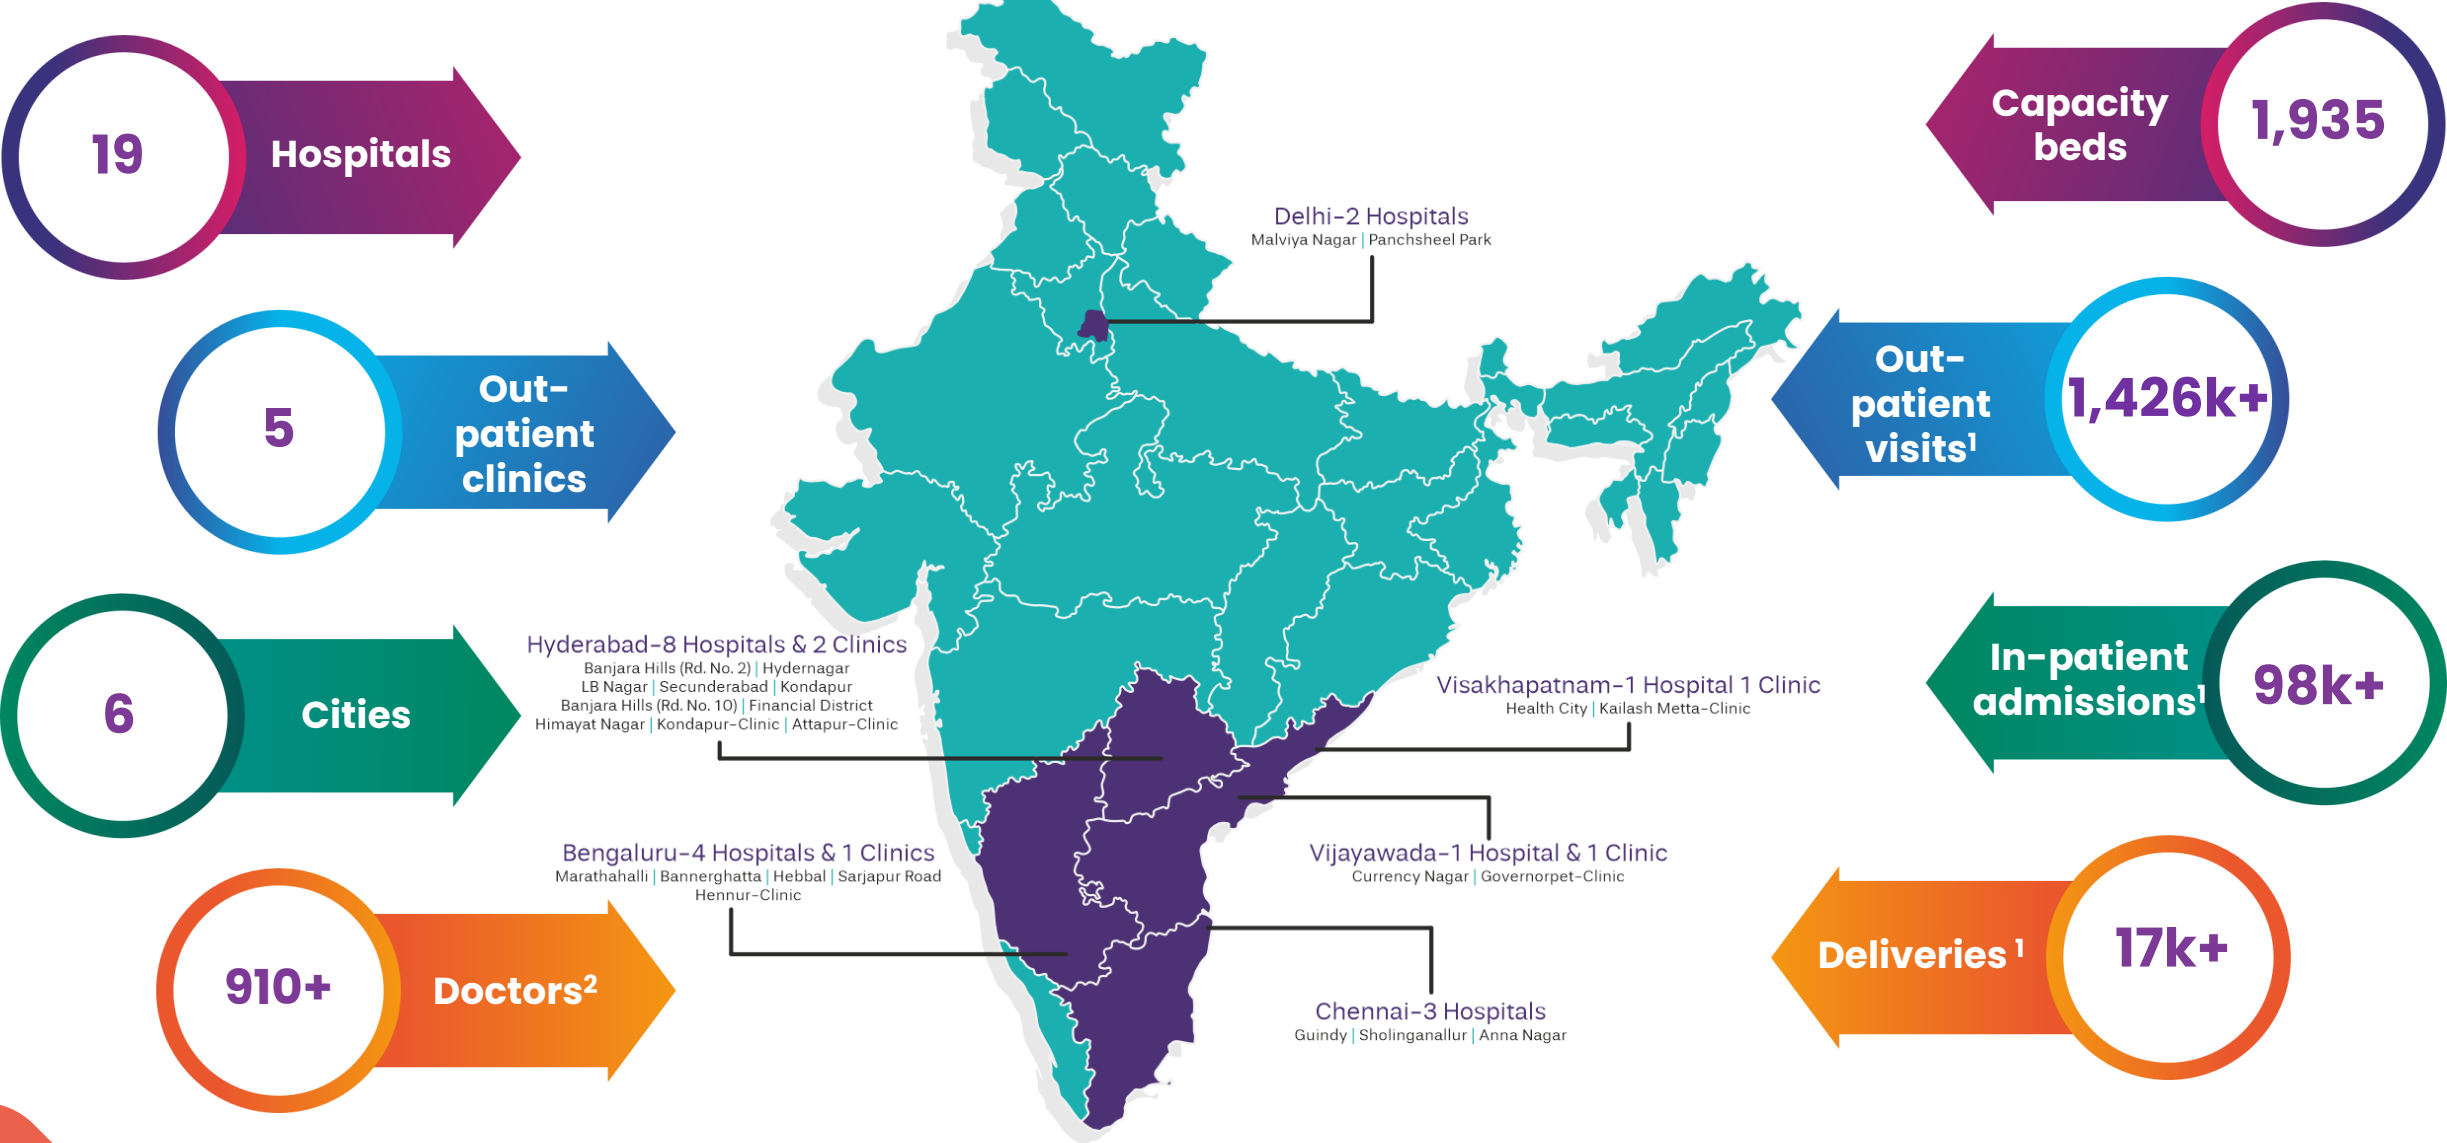 19
Hospitals
5
Out-
patient
clinics
6
Cities
910+
Doctors²
Delhi-2 Hospitals
Malviya Nagar | Panchsheel Park
Hyderabad-8 Hospitals & 2 Clinics
Banjara Hills (Rd. No. 2) | Hydernagar
LB Nagar | Secunderabad | Kondapur
Banjara Hills (Rd. No. 10) | Financial District
Himayat Nagar | Kondapur-Clinic | Attapur-Clinic
Visakhapatnam-1 Hospital 1 Clinic
Health City | Kailash Metta-Clinic
Bengaluru-4 Hospitals & 1 Clinics
Marathahalli | Bannerghatta | Hebbal | Sarjapur Road
Hennur-Clinic
Vijayawada-1 Hospital & 1 Clinic
Currency Nagar | Governorpet-Clinic
Chennai-3 Hospitals
Guindy | Sholinganallur | Anna Nagar
Capacity
beds
1,935
Out-
patient
visits¹
1,426k+
In-patient
admissions¹
98k+
Deliveries ¹
17k+